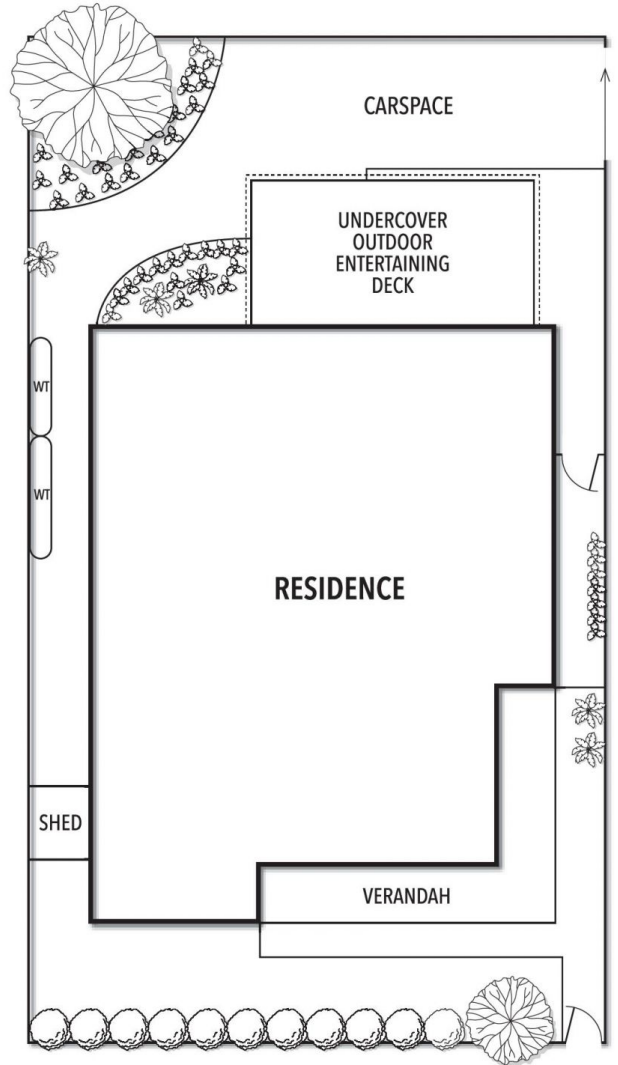 CARSPACE
UNDERCOVER
OUTDOOR
ENTERTAINING
DECK
WT
WT
RESIDENCE
SHED
VERANDAH